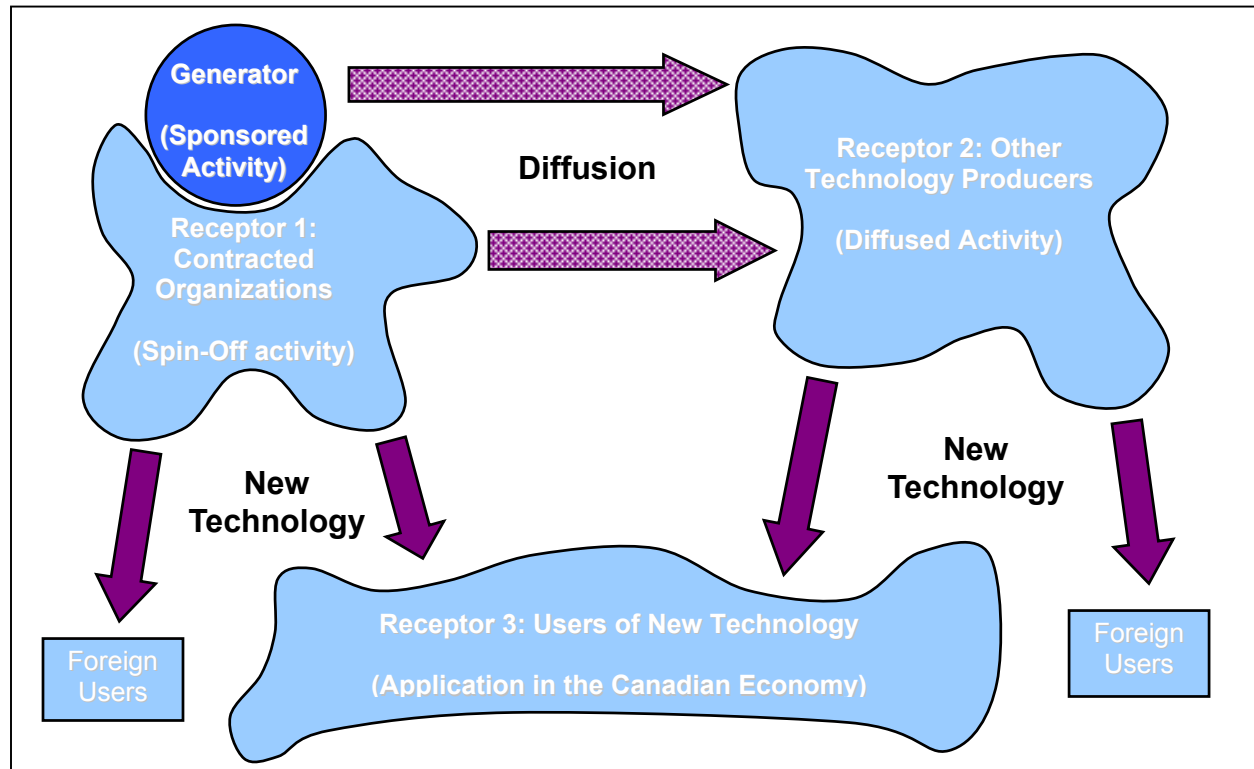 Generator
(Sponsored
Activity)
Diffusion
Receptor 2: Other
Technology Producers
(Diffused Activity)
Receptor 1:
Contracted
Organizations
(Spin-Off activity)
New
Technology
New
Technology
Receptor 3: Users of New Technology
(Application in the Canadian Economy)
Foreign
Users
Foreign
Users